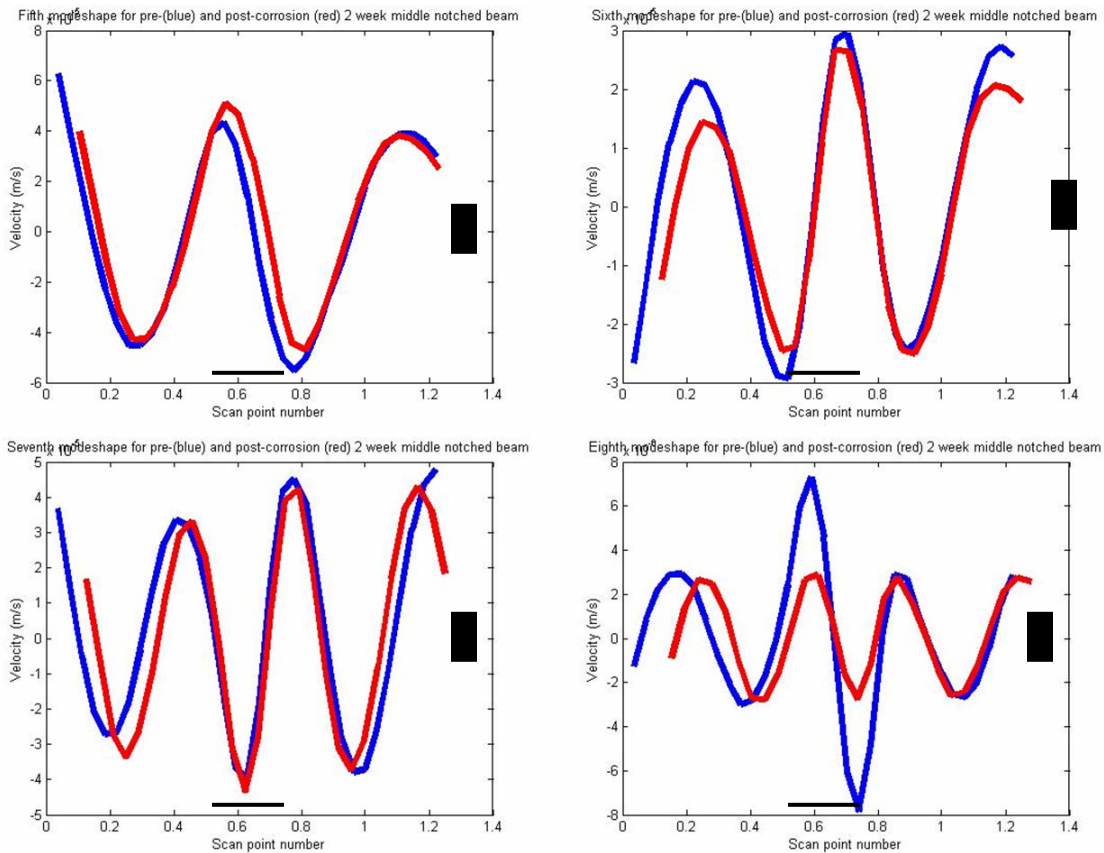 Fifth modeshape for pre-(blue) and post-corrosion (red) 2 week middle notched beam
8
6
4
2
0
-2
-4
-6
Velocity (m/s)
0 0.2 0.4 0.6 0.8 1 1.2 1.4
Scan point number
Sixth modeshape for pre-(blue) and post-corrosion (red) 2 week middle notched beam
3
2
1
0
-1
-2
-3
Velocity (m/s)
0 0.2 0.4 0.6 0.8 1 1.2 1.4
Scan point number
Seventh modeshape for pre-(blue) and post-corrosion (red) 2 week middle notched beam
5
4
3
2
1
0
-1
-2
-3
-4
-5
Velocity (m/s)
0 0.2 0.4 0.6 0.8 1 1.2 1.4
Scan point number
Eighth modeshape for pre-(blue) and post-corrosion (red) 2 week middle notched beam
8
6
4
2
0
-2
-4
-6
-8
Velocity (m/s)
0 0.2 0.4 0.6 0.8 1 1.2 1.4
Scan point number